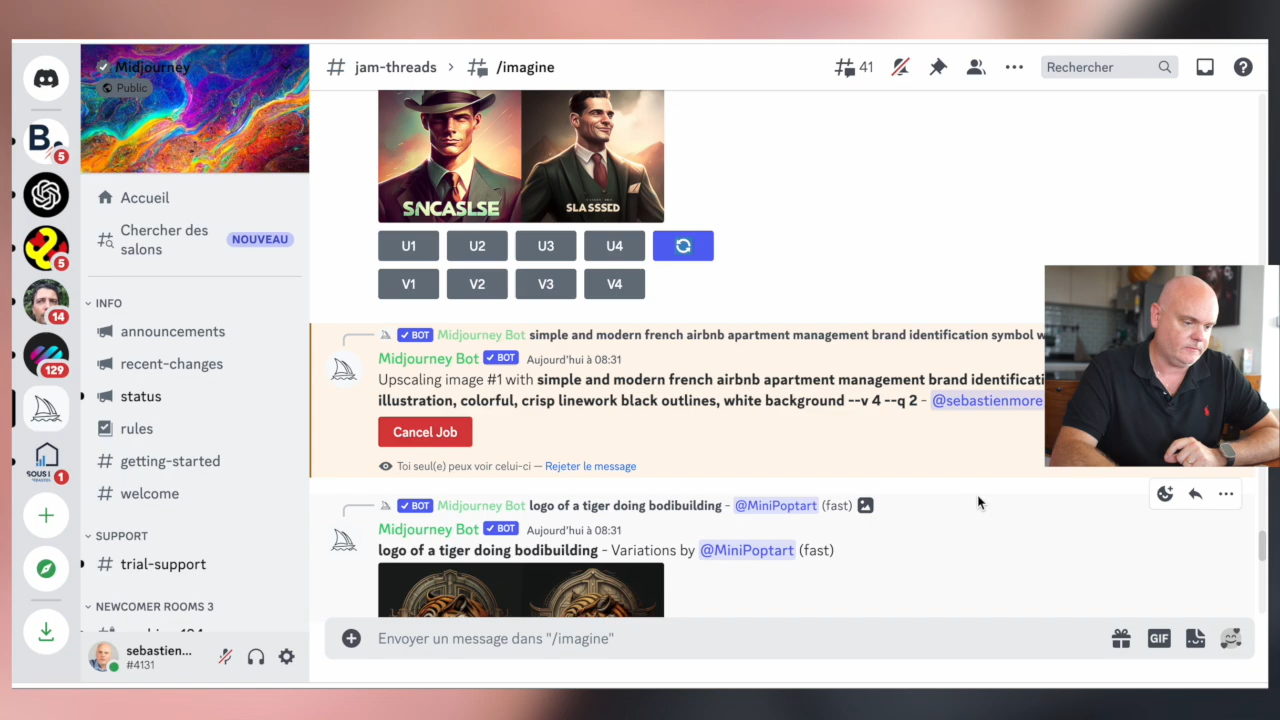 Midjourney
Public
B.
5
5
14
129
SOUS
1
Accueil
Chercher des
salons
NOUVEAU
INFO
announcements
recent-changes
status
rules
getting-started
welcome
SUPPORT
trial-support
NEWCOMER ROOMS 3
sebastien...
#4131
jam-threads > /imagine
41
Rechercher
SNCASLSE
SLASSSED
U1 U2 U3 U4
V1 V2 V3 V4
BOT Midjourney Bot simple and modern french airbnb apartment management brand identification symbol w
Midjourney Bot BOT Aujourd'hui à 08:31
Upscaling image #1 with simple and modern french airbnb apartment management brand identificati
illustration, colorful, crisp linework black outlines, white background --v 4 --q 2 - @sebastienmore
Cancel Job
Toi seul(e) peux voir celui-ci — Rejeter le message
BOT Midjourney Bot logo of a tiger doing bodibuilding - @MiniPoptart (fast)
Midjourney Bot BOT Aujourd'hui à 08:31
logo of a tiger doing bodibuilding - Variations by @MiniPoptart (fast)
Envoyer un message dans "/imagine"
GIF